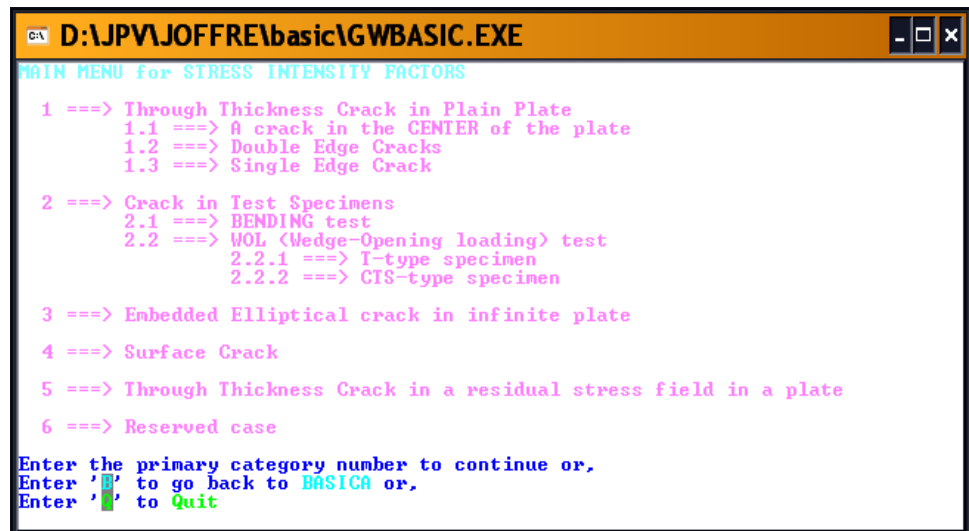 D:\JPV\JOFFRE\basic\GWBASIC.EXE
MAIN MENU for STRESS INTENSITY FACTORS
1 ===> Through Thickness Crack in Plain Plate
1.1 ===> A crack in the CENTER of the plate
1.2 ===> Double Edge Cracks
1.3 ===> Single Edge Crack
2 ===> Crack in Test Specimens
2.1 ===> BENDING test
2.2 ===> WOL (Wedge-Opening loading) test
2.2.1 ===> T-type specimen
2.2.2 ===> CTS-type specimen
3 ===> Embedded Elliptical crack in infinite plate
4 ===> Surface Crack
5 ===> Through Thickness Crack in a residual stress field in a plate
6 ===> Reserved case
Enter the primary category number to continue or,
Enter 'B' to go back to BASICA or,
Enter 'Q' to Quit